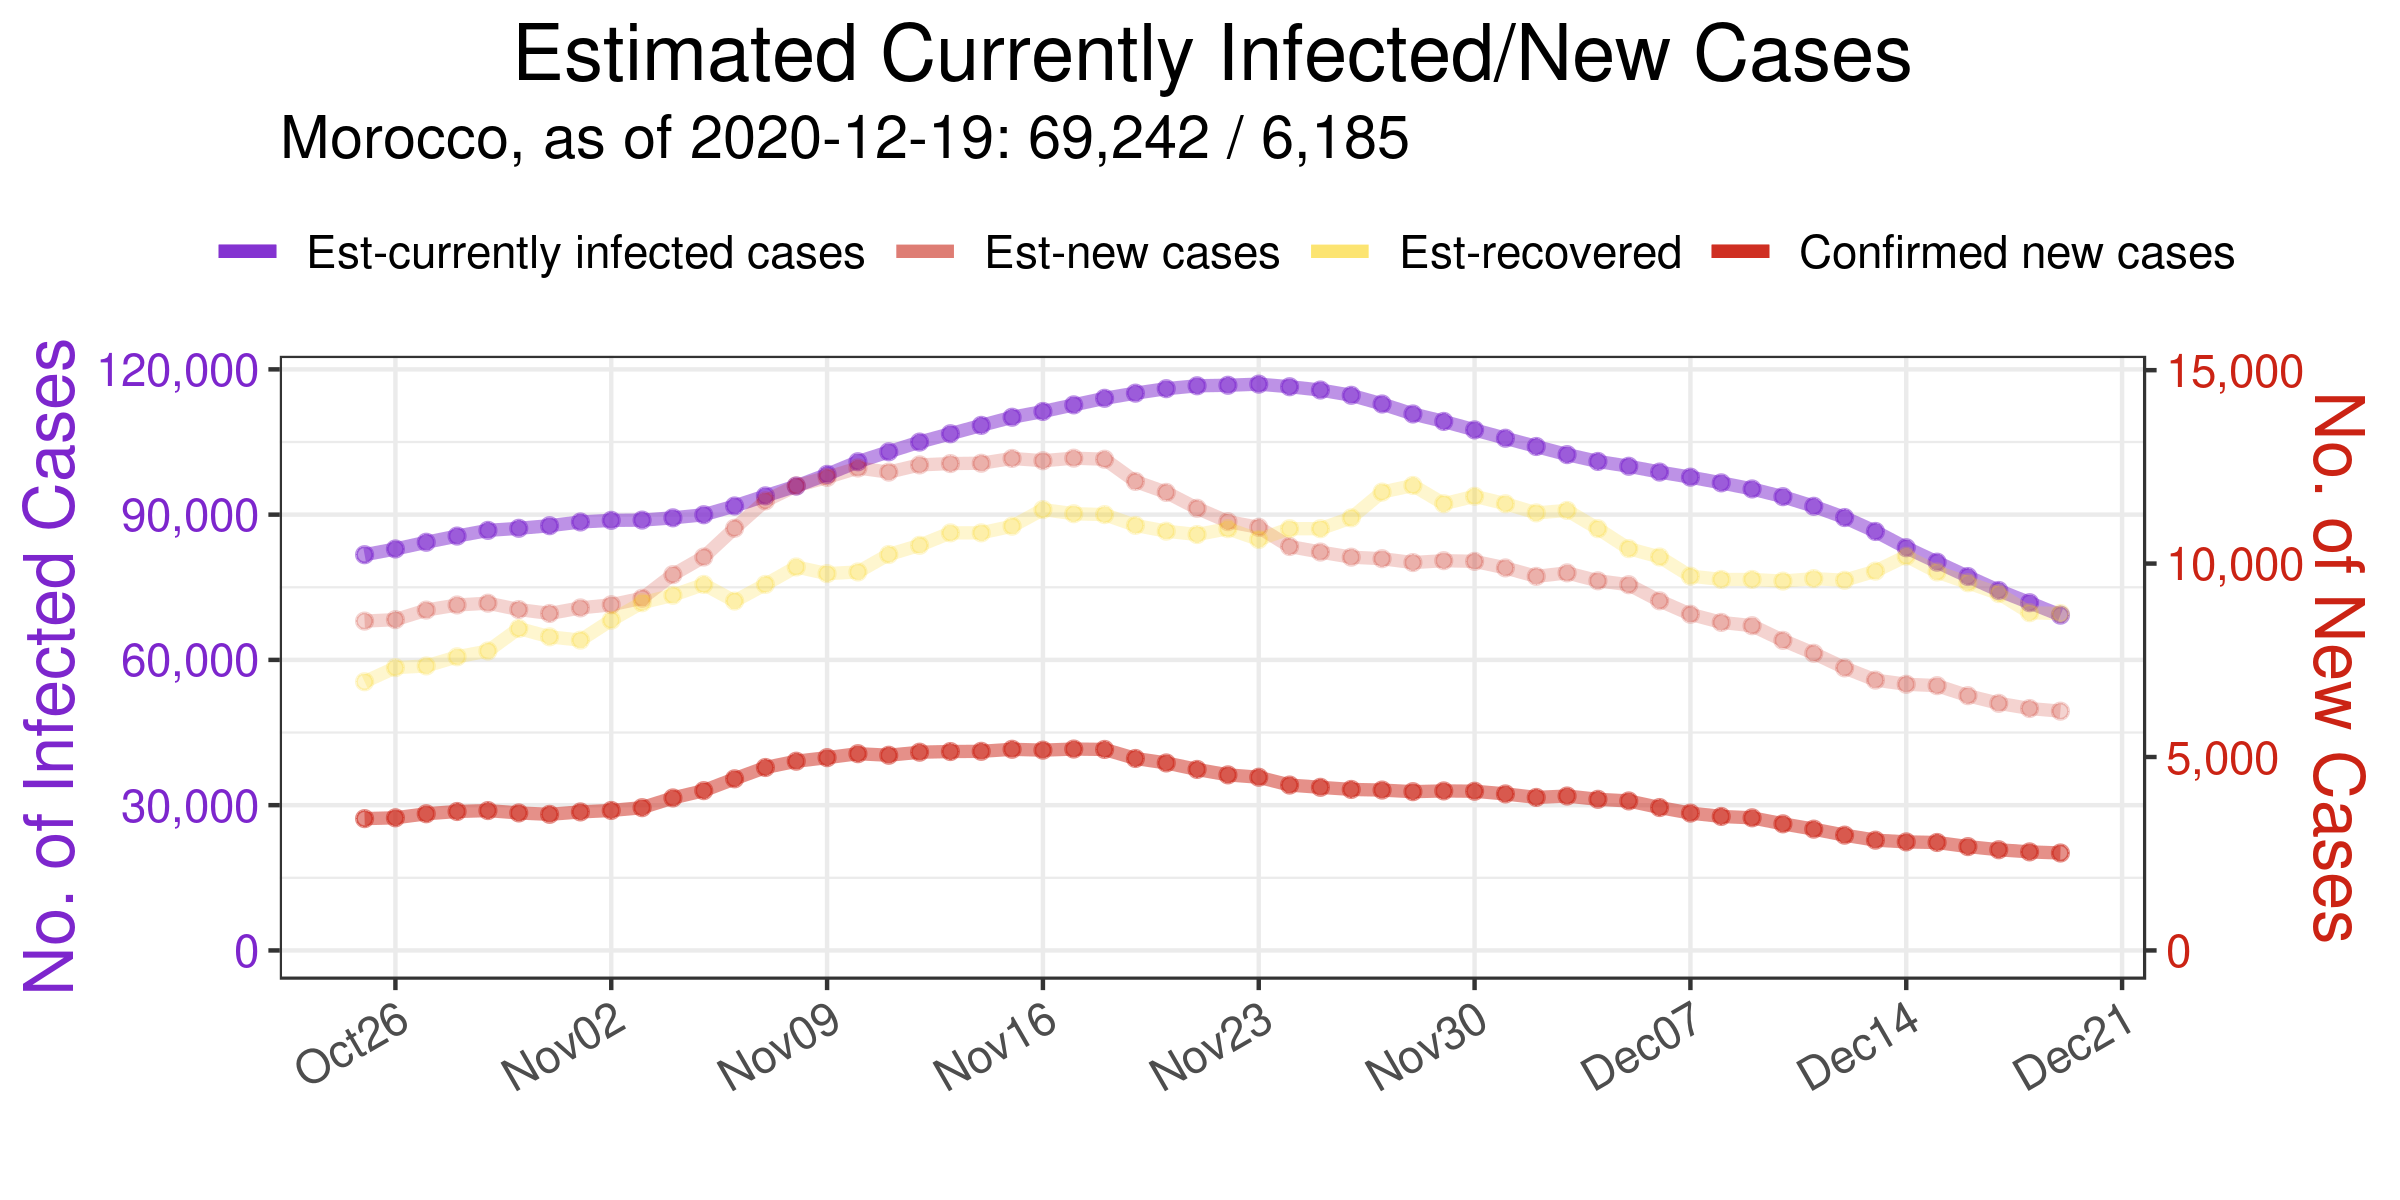 Estimated Currently Infected/New Cases
Morocco, as of 2020-12-19: 69,242 / 6,185
Est-currently infected cases Est-new cases Est-recovered Confirmed new cases
No. of Infected Cases
120,000
90,000
60,000
30,000
0
15,000
10,000
5,000
0
No. of New Cases
Oct26 Nov02 Nov09 Nov16 Nov23 Nov30 Dec07 Dec14 Dec21